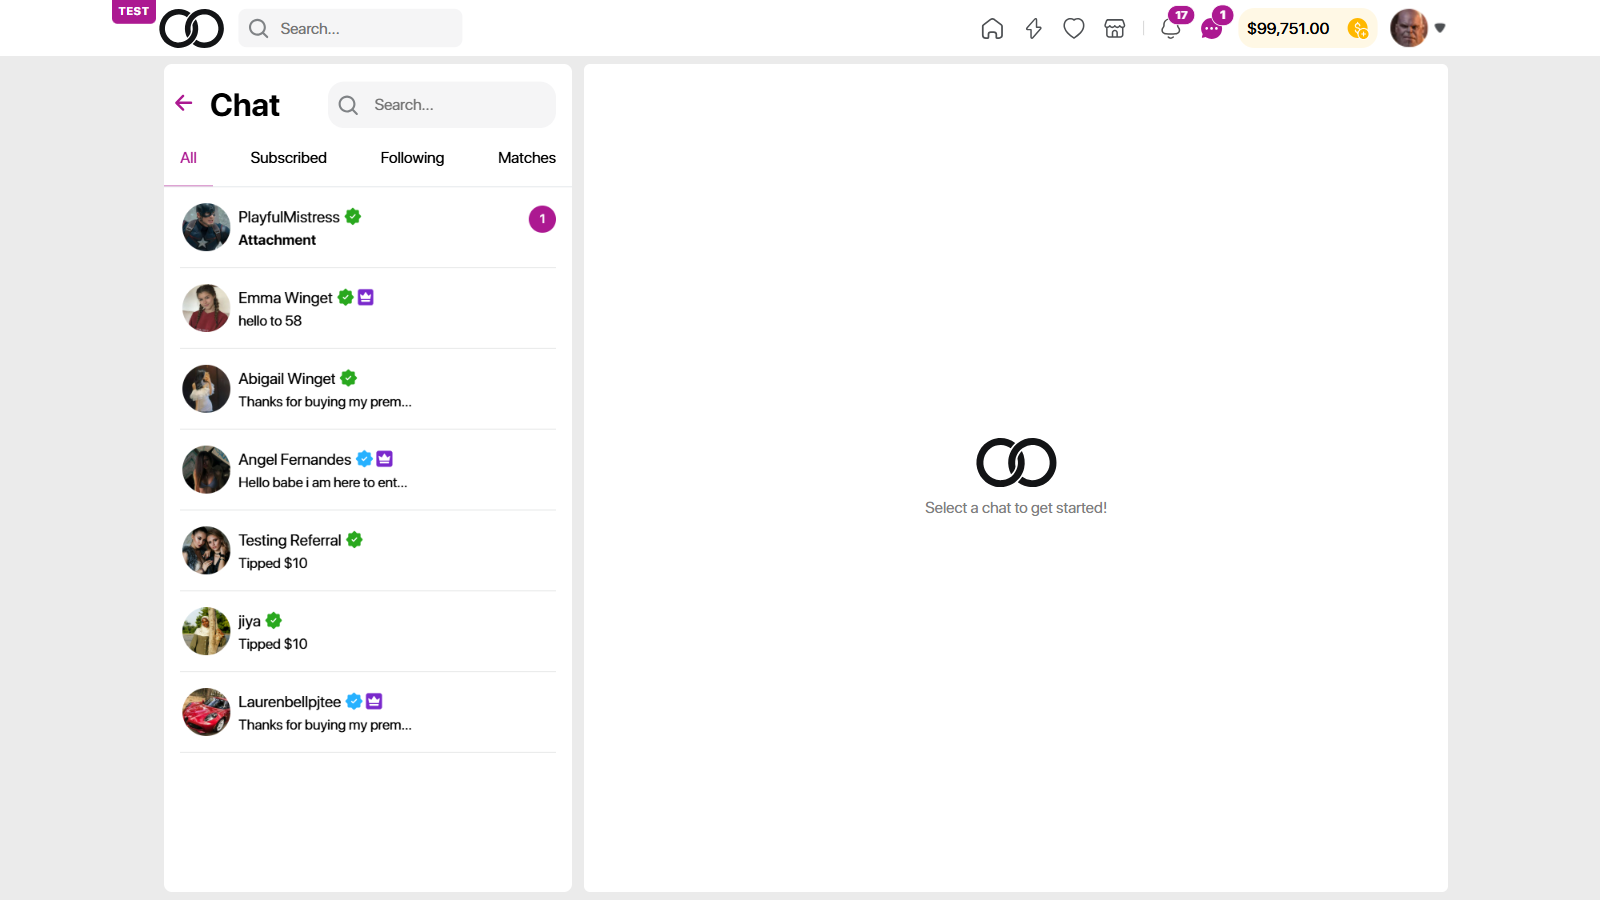 TEST
Search...
17
1
$99,751.00
Chat
Search...
All
Subscribed
Following
Matches
PlayfulMistress
1
Attachment
Emma Winget
hello to 58
Abigail Winget
Thanks for buying my prem...
Angel Fernandes
Hello babe i am here to ent...
Testing Referral
Tipped $10
jiya
Tipped $10
Laurenbellpjtee
Thanks for buying my prem...
Select a chat to get started!